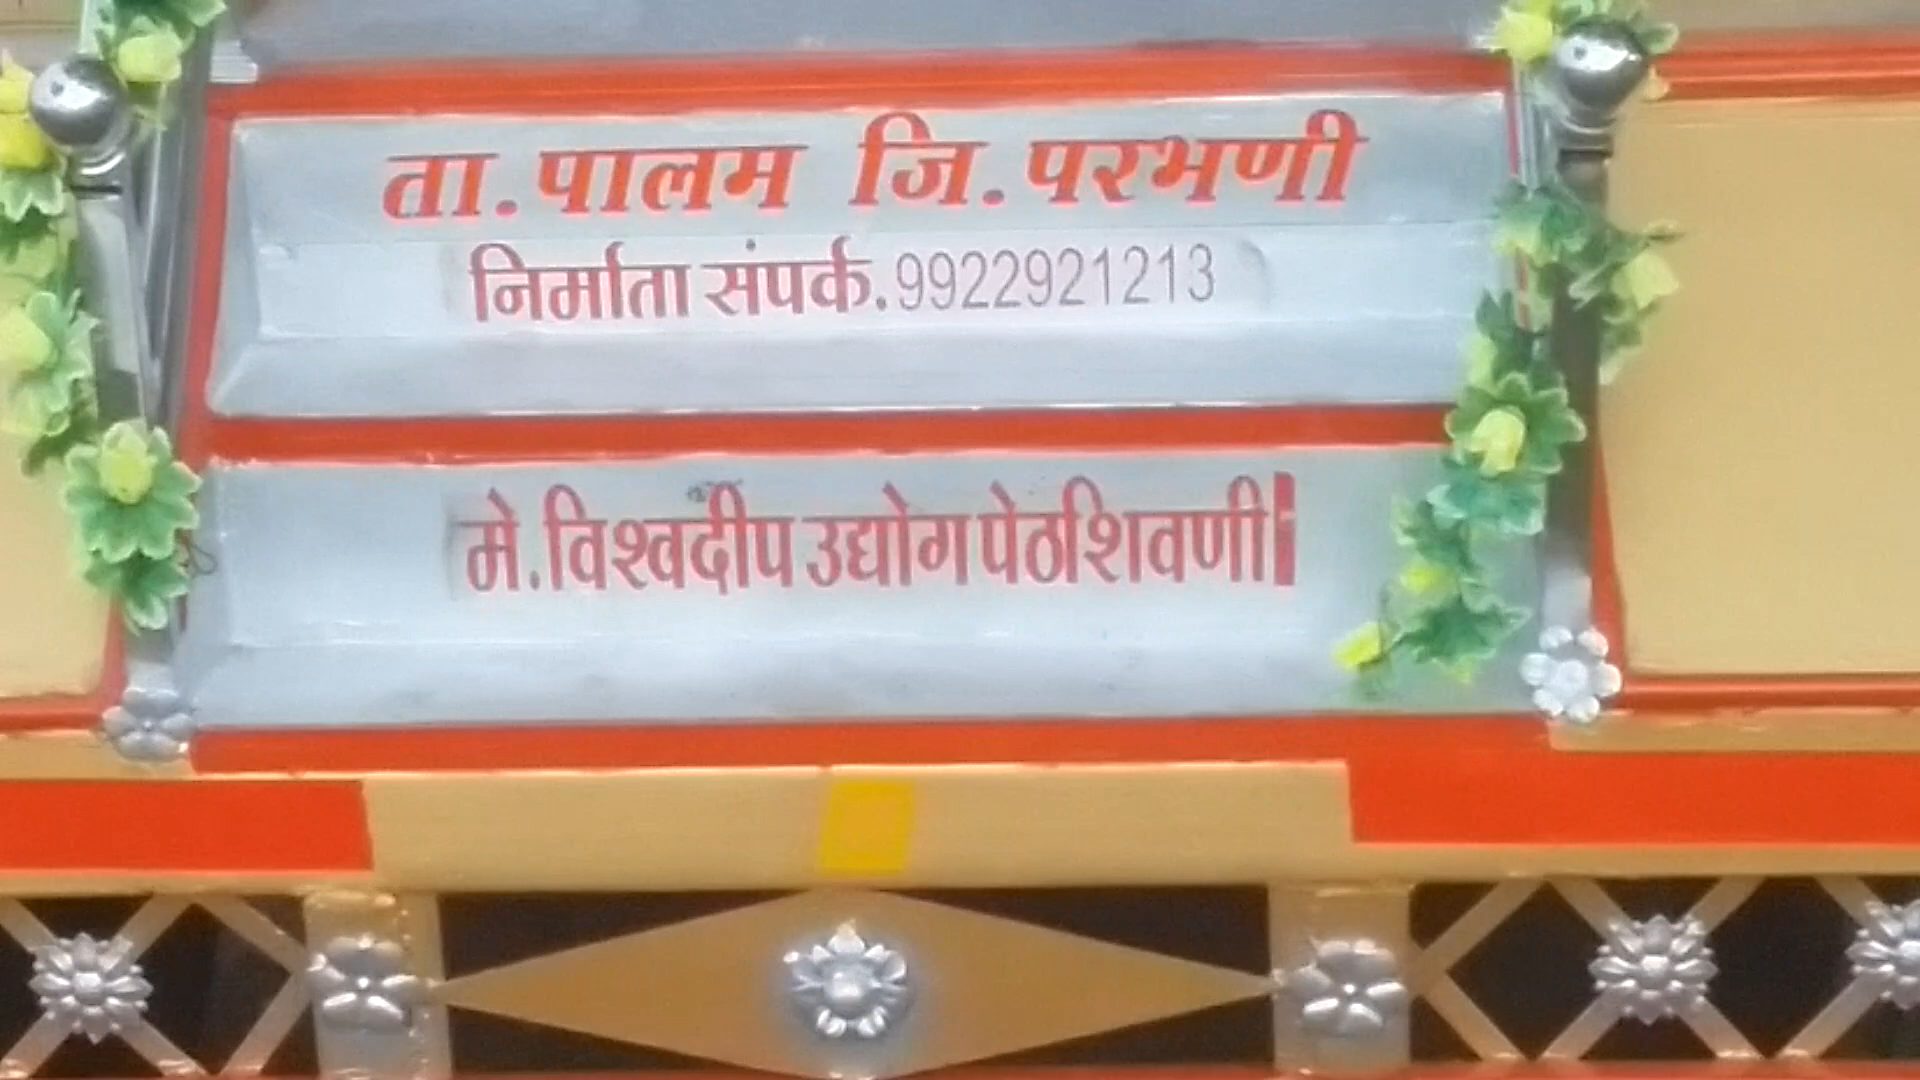 ता. पालम जि. परभणी
निर्माता संपर्क. 9922921213
मे. विश्वदीप उद्योग पेठशिवणी